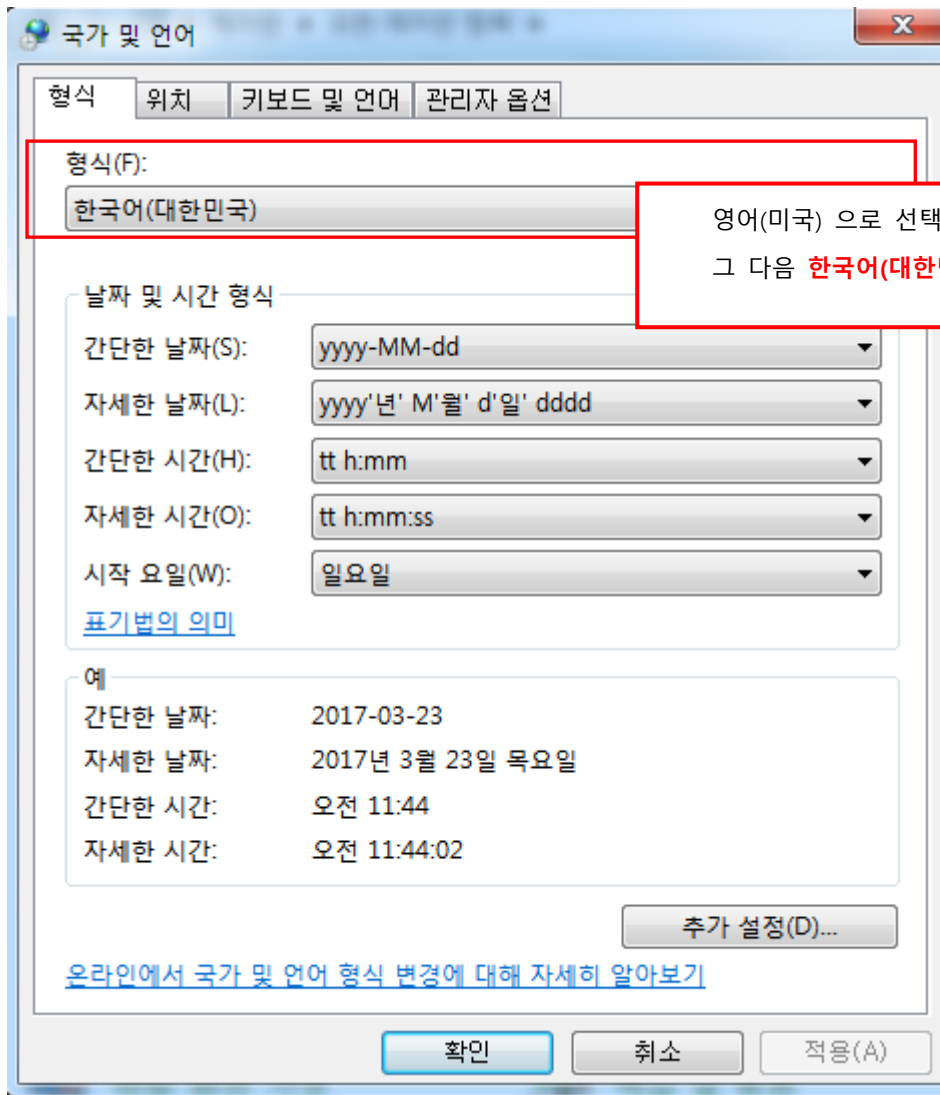 국가 및 언어
형식 위치 키보드 및 언어 관리자 옵션
형식(F):
한국어(대한민국)
영어(미국) 으로 선택
그 다음 한국어(대한
날짜 및 시간 형식
간단한 날짜(S): yyyy-MM-dd
자세한 날짜(L): yyyy'년' M'월' d'일' dddd
간단한 시간(H): tt h:mm
자세한 시간(O): tt h:mm:ss
시작 요일(W): 일요일
표기법의 의미
예
간단한 날짜: 2017-03-23
자세한 날짜: 2017년 3월 23일 목요일
간단한 시간: 오전 11:44
자세한 시간: 오전 11:44:02
추가 설정(D)...
온라인에서 국가 및 언어 형식 변경에 대해 자세히 알아보기
확인 취소 적용(A)